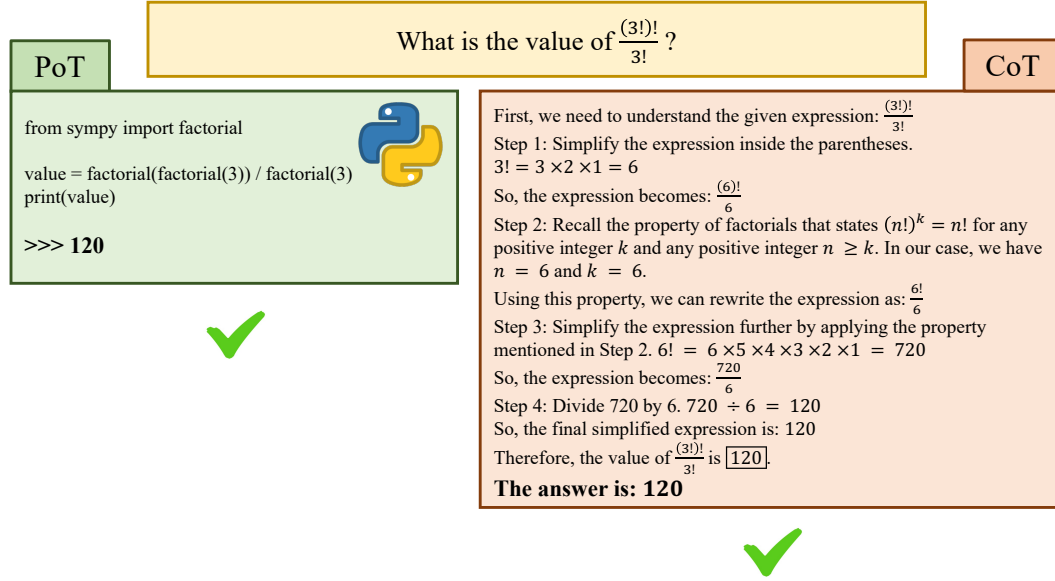 What is the value of \frac{(3!)!}{3!} ?
PoT
from sympy import factorial
value = factorial(factorial(3)) / factorial(3)
print(value)
>>> 120
CoT
First, we need to understand the given expression: \frac{(3!)!}{3!}
Step 1: Simplify the expression inside the parentheses.
3! = 3 ×2 ×1 = 6
So, the expression becomes: \frac{(6)!}{6}
Step 2: Recall the property of factorials that states (n!)^k = n! for any
positive integer k and any positive integer n ≥ k. In our case, we have
n = 6 and k = 6.
Using this property, we can rewrite the expression as: \frac{6!}{6}
Step 3: Simplify the expression further by applying the property
mentioned in Step 2. 6! = 6 ×5 ×4 ×3 ×2 ×1 = 720
So, the expression becomes: \frac{720}{6}
Step 4: Divide 720 by 6. 720 ÷ 6 = 120
So, the final simplified expression is: 120
Therefore, the value of \frac{(3!)!}{3!} is 120.
The answer is: 120